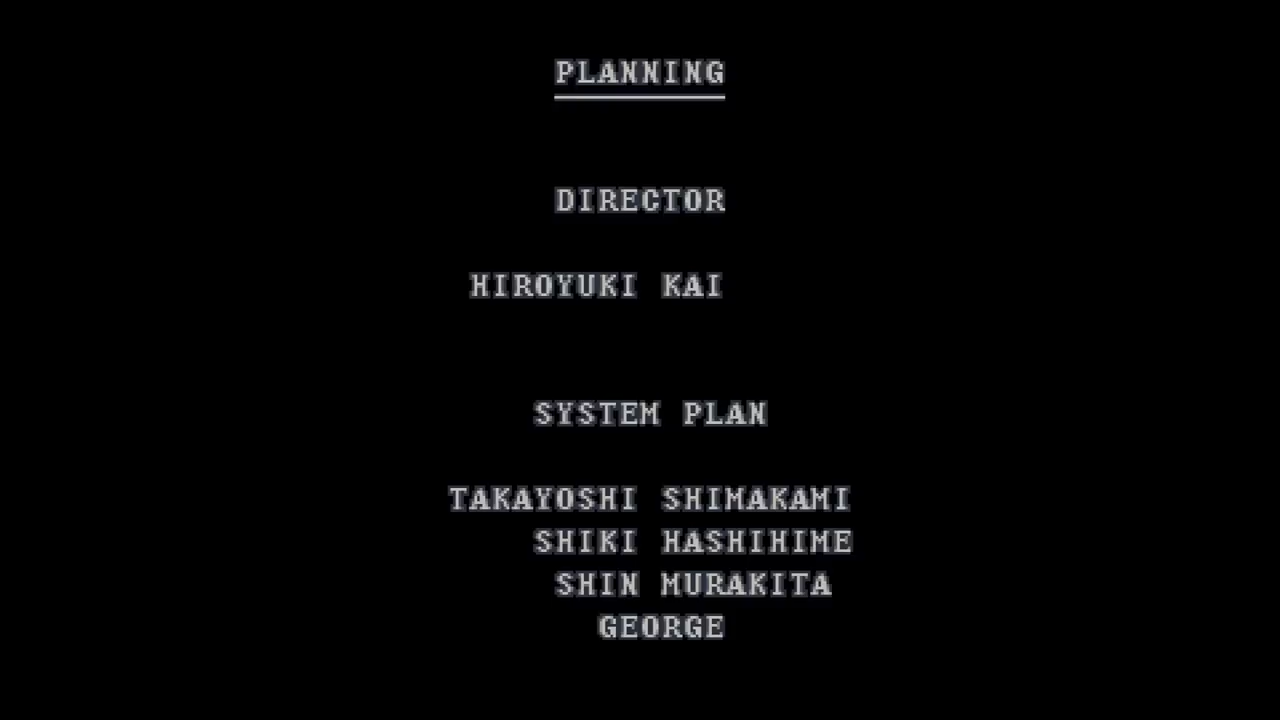 PLANNING
DIRECTOR
HIROYUKI KAI
SYSTEM PLAN
TAKAYOSHI SHIMAKAMI
SHIKI HASHIHIME
SHIN MURAKITA
GEORGE